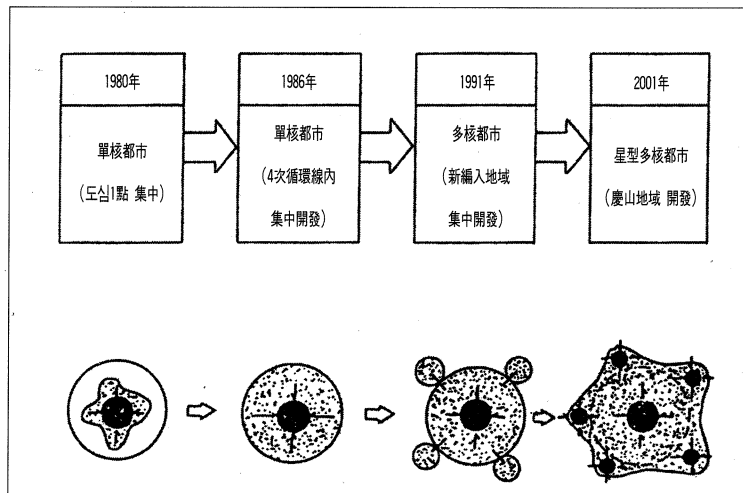 1980年
單核都市
(도심1點 集中)
1986年
單核都市
(4次循環線內
集中開發)
1991年
多核都市
(新編入地域
集中開發)
2001年
星型多核都市
(慶山地域 開發)